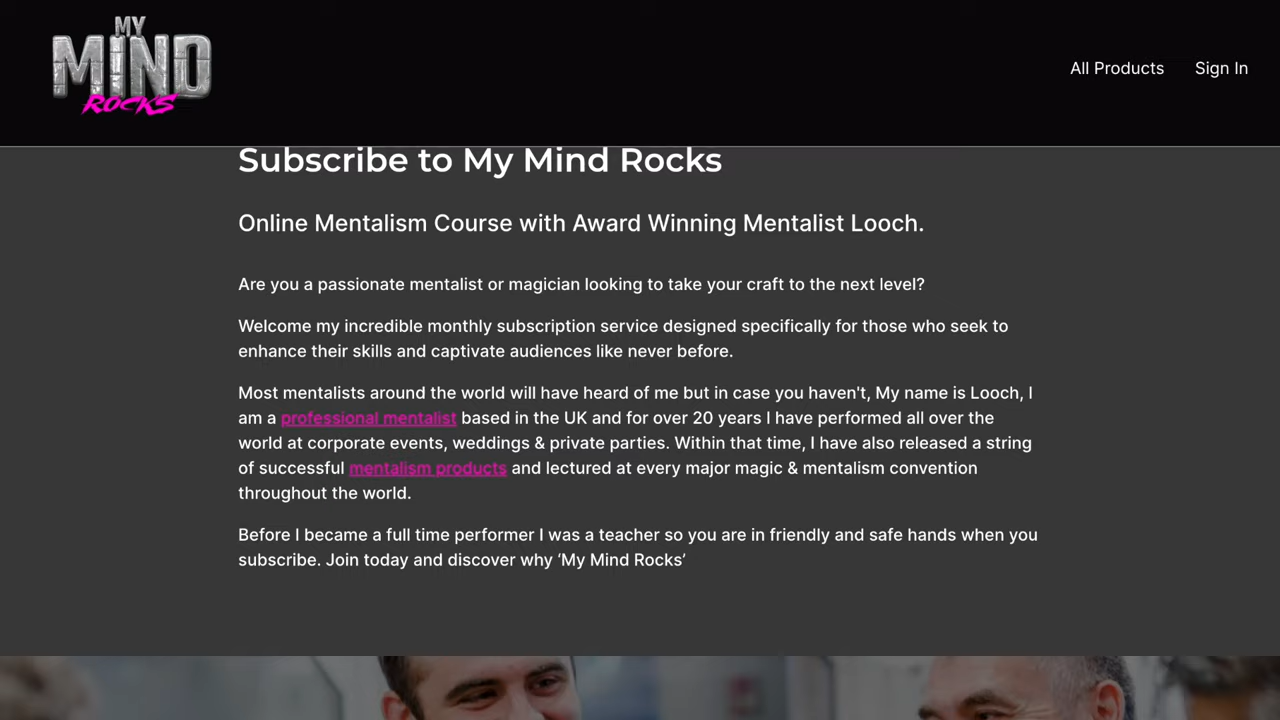 MY
MIND
ROCKS
All Products
Sign In
Subscribe to My Mind Rocks
Online Mentalism Course with Award Winning Mentalist Looch.
Are you a passionate mentalist or magician looking to take your craft to the next level?
Welcome my incredible monthly subscription service designed specifically for those who seek to
enhance their skills and captivate audiences like never before.
Most mentalists around the world will have heard of me but in case you haven't, My name is Looch, I
am a professional mentalist based in the UK and for over 20 years I have performed all over the
world at corporate events, weddings & private parties. Within that time, I have also released a string
of successful mentalism products and lectured at every major magic & mentalism convention
throughout the world.
Before I became a full time performer I was a teacher so you are in friendly and safe hands when you
subscribe. Join today and discover why ‘My Mind Rocks’